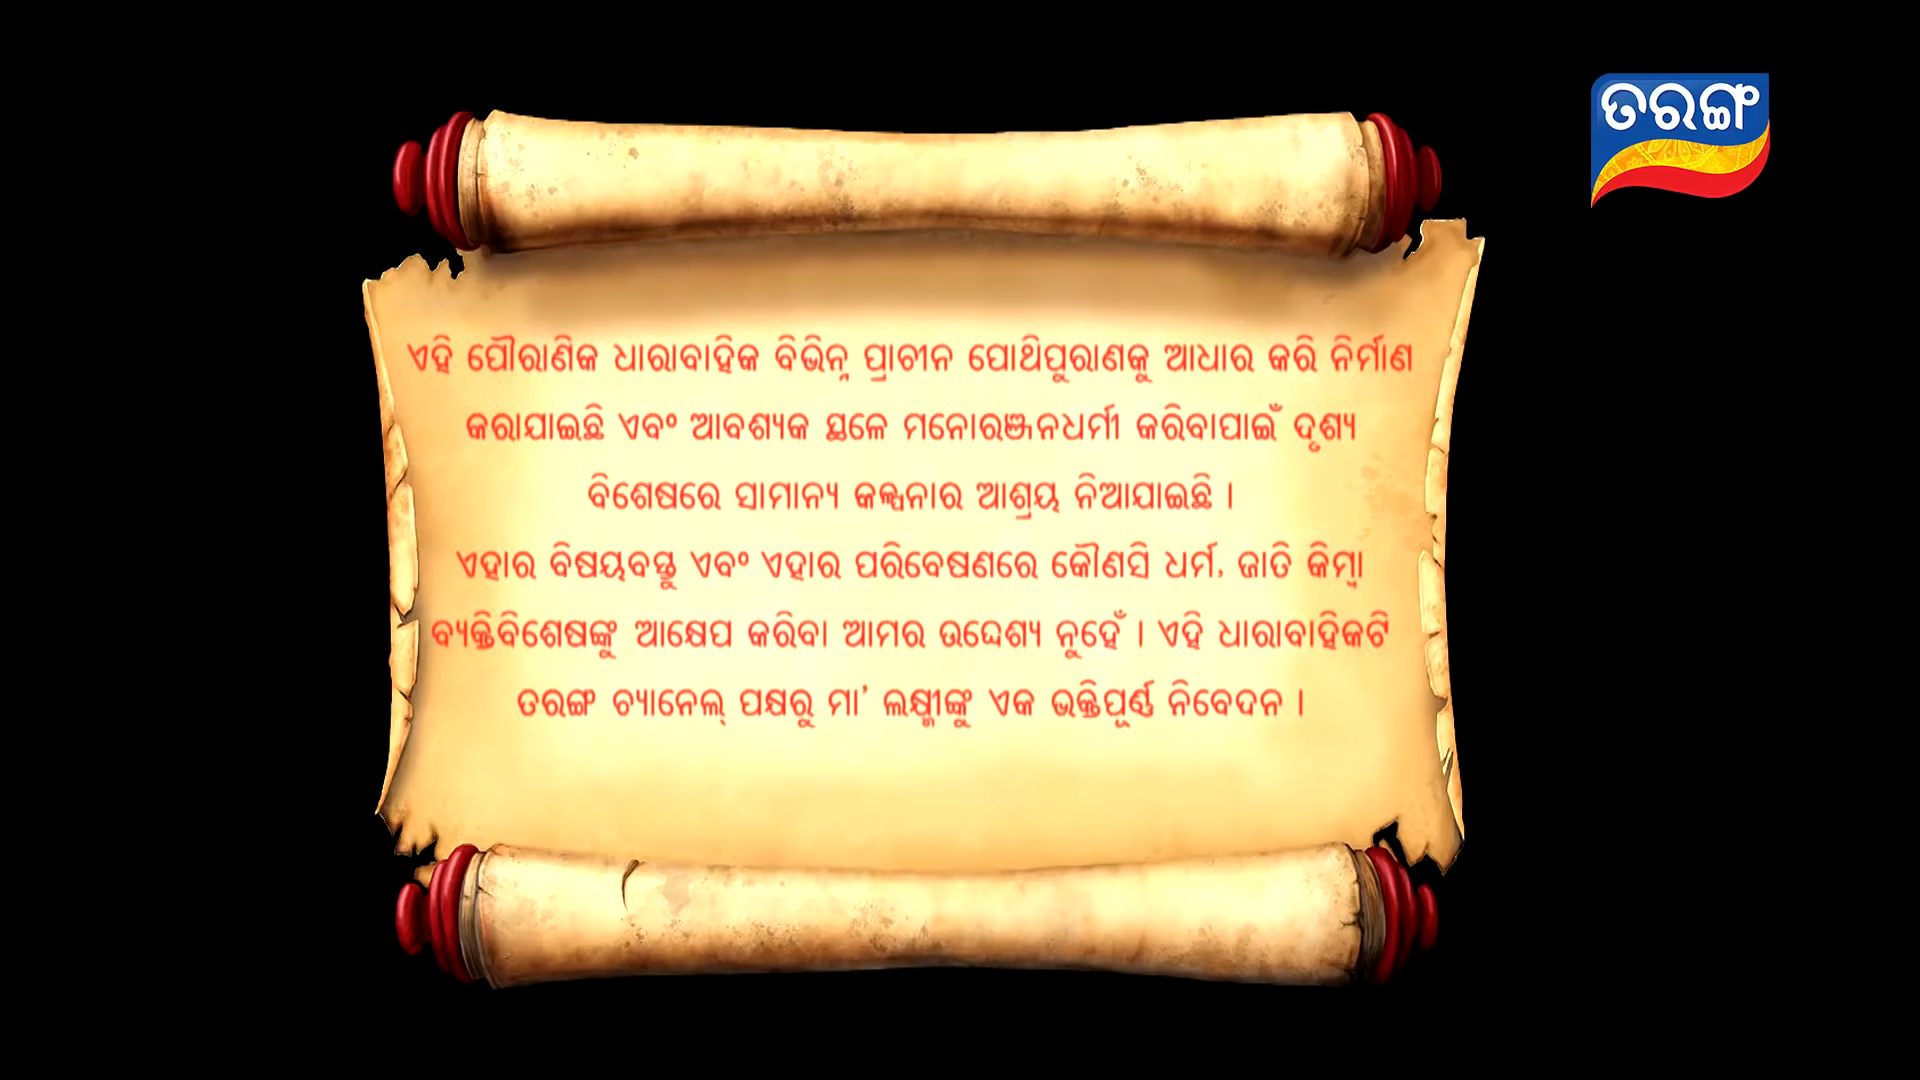 ତରଙ୍ଗ
ଏହି ପୌରାଣିକ ଧାରାବାହିକ ବିଭିନ୍ନ ପ୍ରାଚୀନ ପୋଥିପୁରାଣକୁ ଆଧାର କରି ନିର୍ମାଣ
କରାଯାଇଛି ଏବଂ ଆବଶ୍ୟକ ସ୍ଥଳେ ମନୋରଞ୍ଜନଧର୍ମୀ କରିବାପାଇଁ ଦୃଶ୍ୟ
ବିଶେଷରେ ସାମାନ୍ୟ କଳ୍ପନାର ଆଶ୍ରୟ ନିଆଯାଇଛି ।
ଏହାର ବିଷୟବସ୍ତୁ ଏବଂ ଏହାର ପରିବେଷଣରେ କୌଣସି ଧର୍ମ, ଜାତି କିମ୍ବା
ବ୍ୟକ୍ତିବିଶେଷଙ୍କୁ ଆକ୍ଷେପ କରିବା ଆମର ଉଦ୍ଦେଶ୍ୟ ନୁହେଁ । ଏହି ଧାରାବାହିକଟି
ତରଙ୍ଗ ଚ୍ୟାନେଲ୍ ପକ୍ଷରୁ ମା’ ଲକ୍ଷ୍ମୀଙ୍କୁ ଏକ ଭକ୍ତିପୂର୍ଣ୍ଣ ନିବେଦନ ।